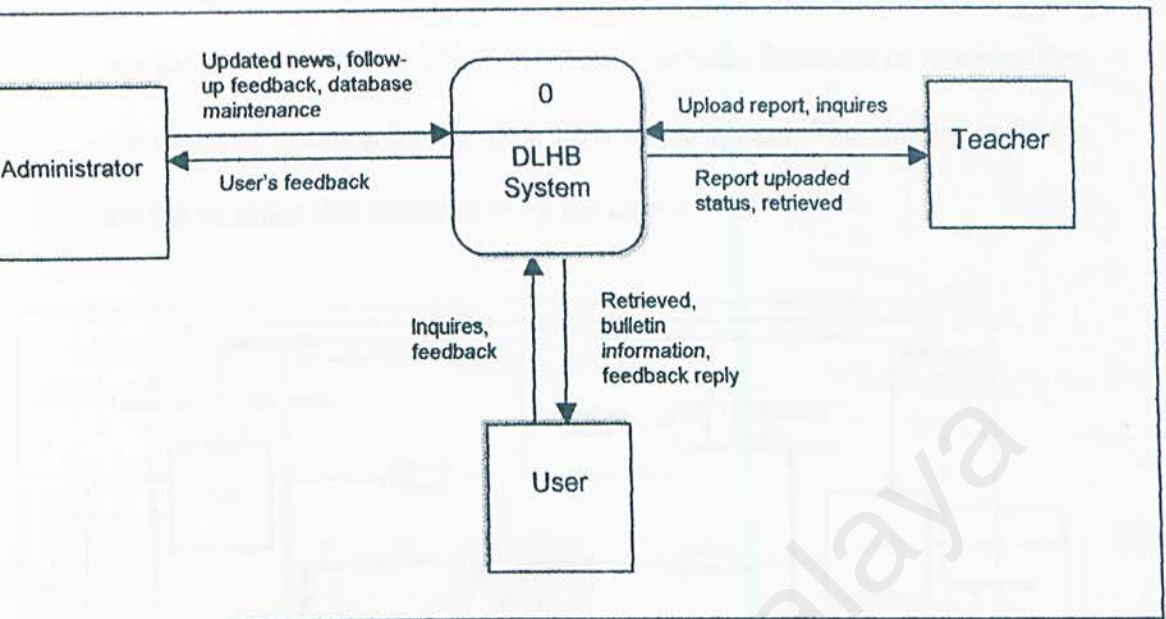 Updated news, follow-
up feedback, database
maintenance
0
Upload report, inquires
Administrator
DLHB
System
Teacher
User's feedback
Report uploaded
status, retrieved
Inquires,
feedback
Retrieved,
bulletin
information,
feedback reply
User
alaya